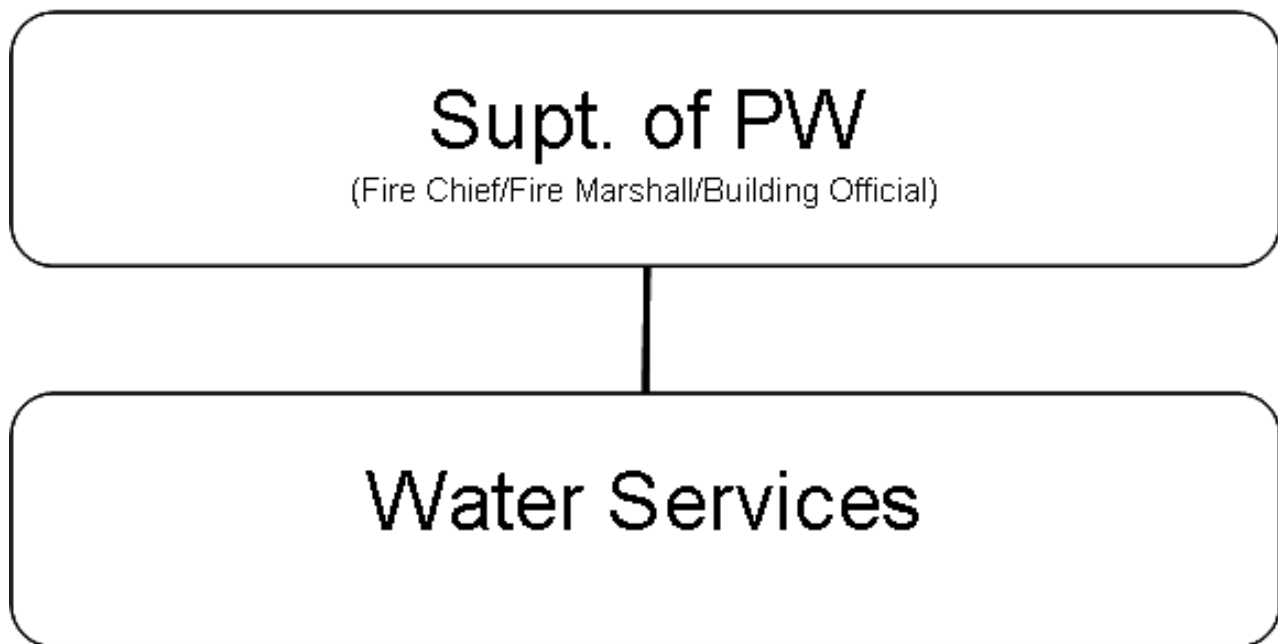 Supt. of PW
(Fire Chief/Fire Marshall/Building Official)
Water Services